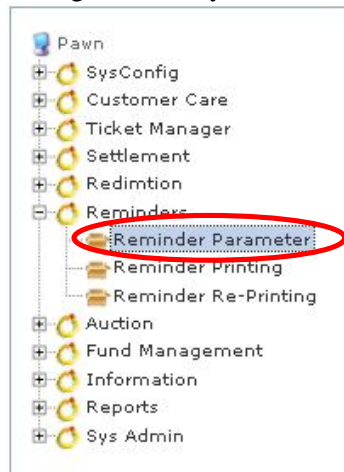 Pawn
SysConfig
Customer Care
Ticket Manager
Settlement
Redimtion
Reminders
Reminder Parameter
Reminder Printing
Reminder Re-Printing
Auction
Fund Management
Information
Reports
Sys Admin